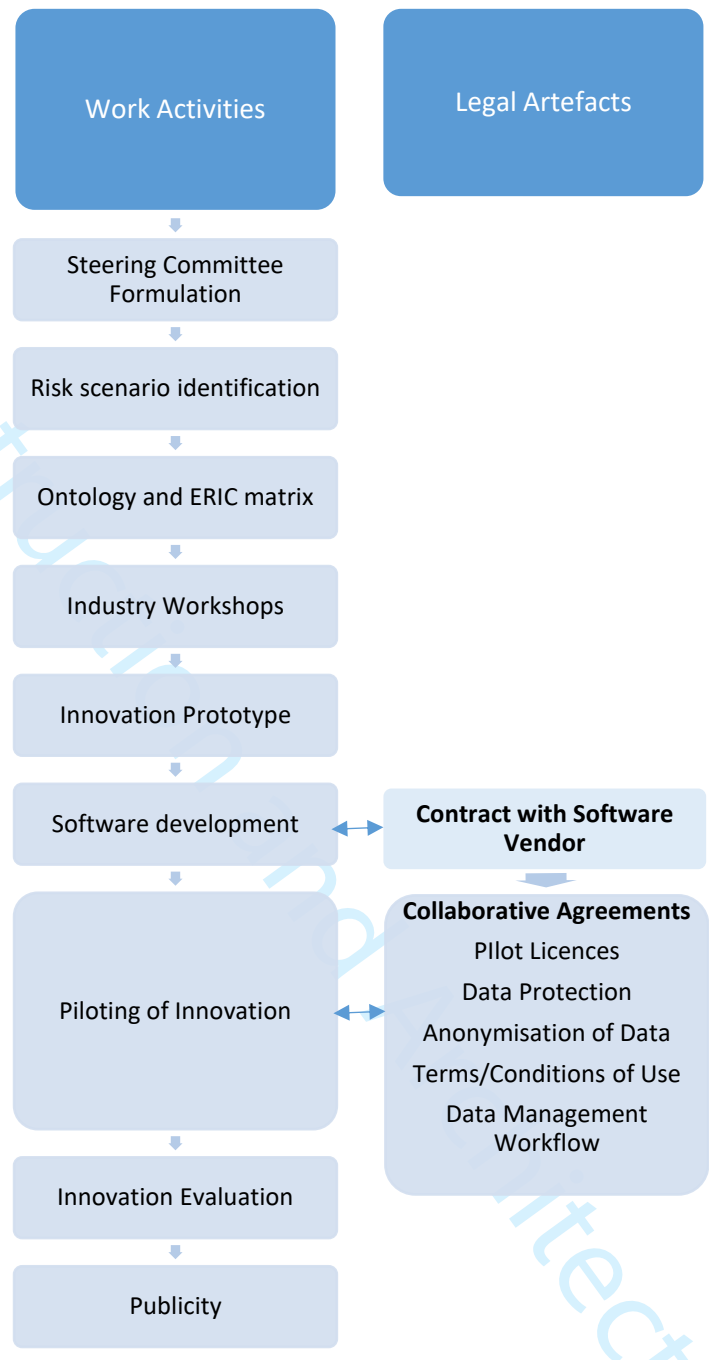 Work Activities
Legal Artefacts
Steering Committee
Formulation
Risk scenario identification
Ontology and ERIC matrix
Industry Workshops
Innovation Prototype
Software development
Contract with Software
Vendor
Piloting of Innovation
Collaborative Agreements
PIlot Licences
Data Protection
Anonymisation of Data
Terms/Conditions of Use
Data Management
Workflow
Innovation Evaluation
Publicity